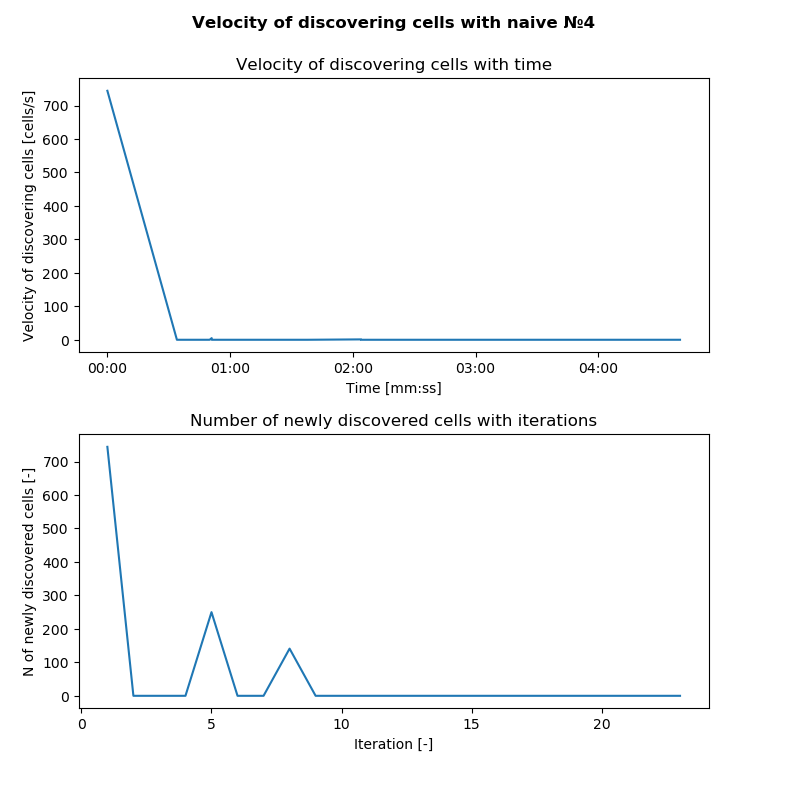 Velocity of discovering cells with naive №4
Velocity of discovering cells with time
Velocity of discovering cells [cells/s]
700
600
500
400
300
200
100
0
00:00 01:00 02:00 03:00 04:00
Time [mm:ss]
Number of newly discovered cells with iterations
N of newly discovered cells [-]
700
600
500
400
300
200
100
0
0 5 10 15 20
Iteration [-]